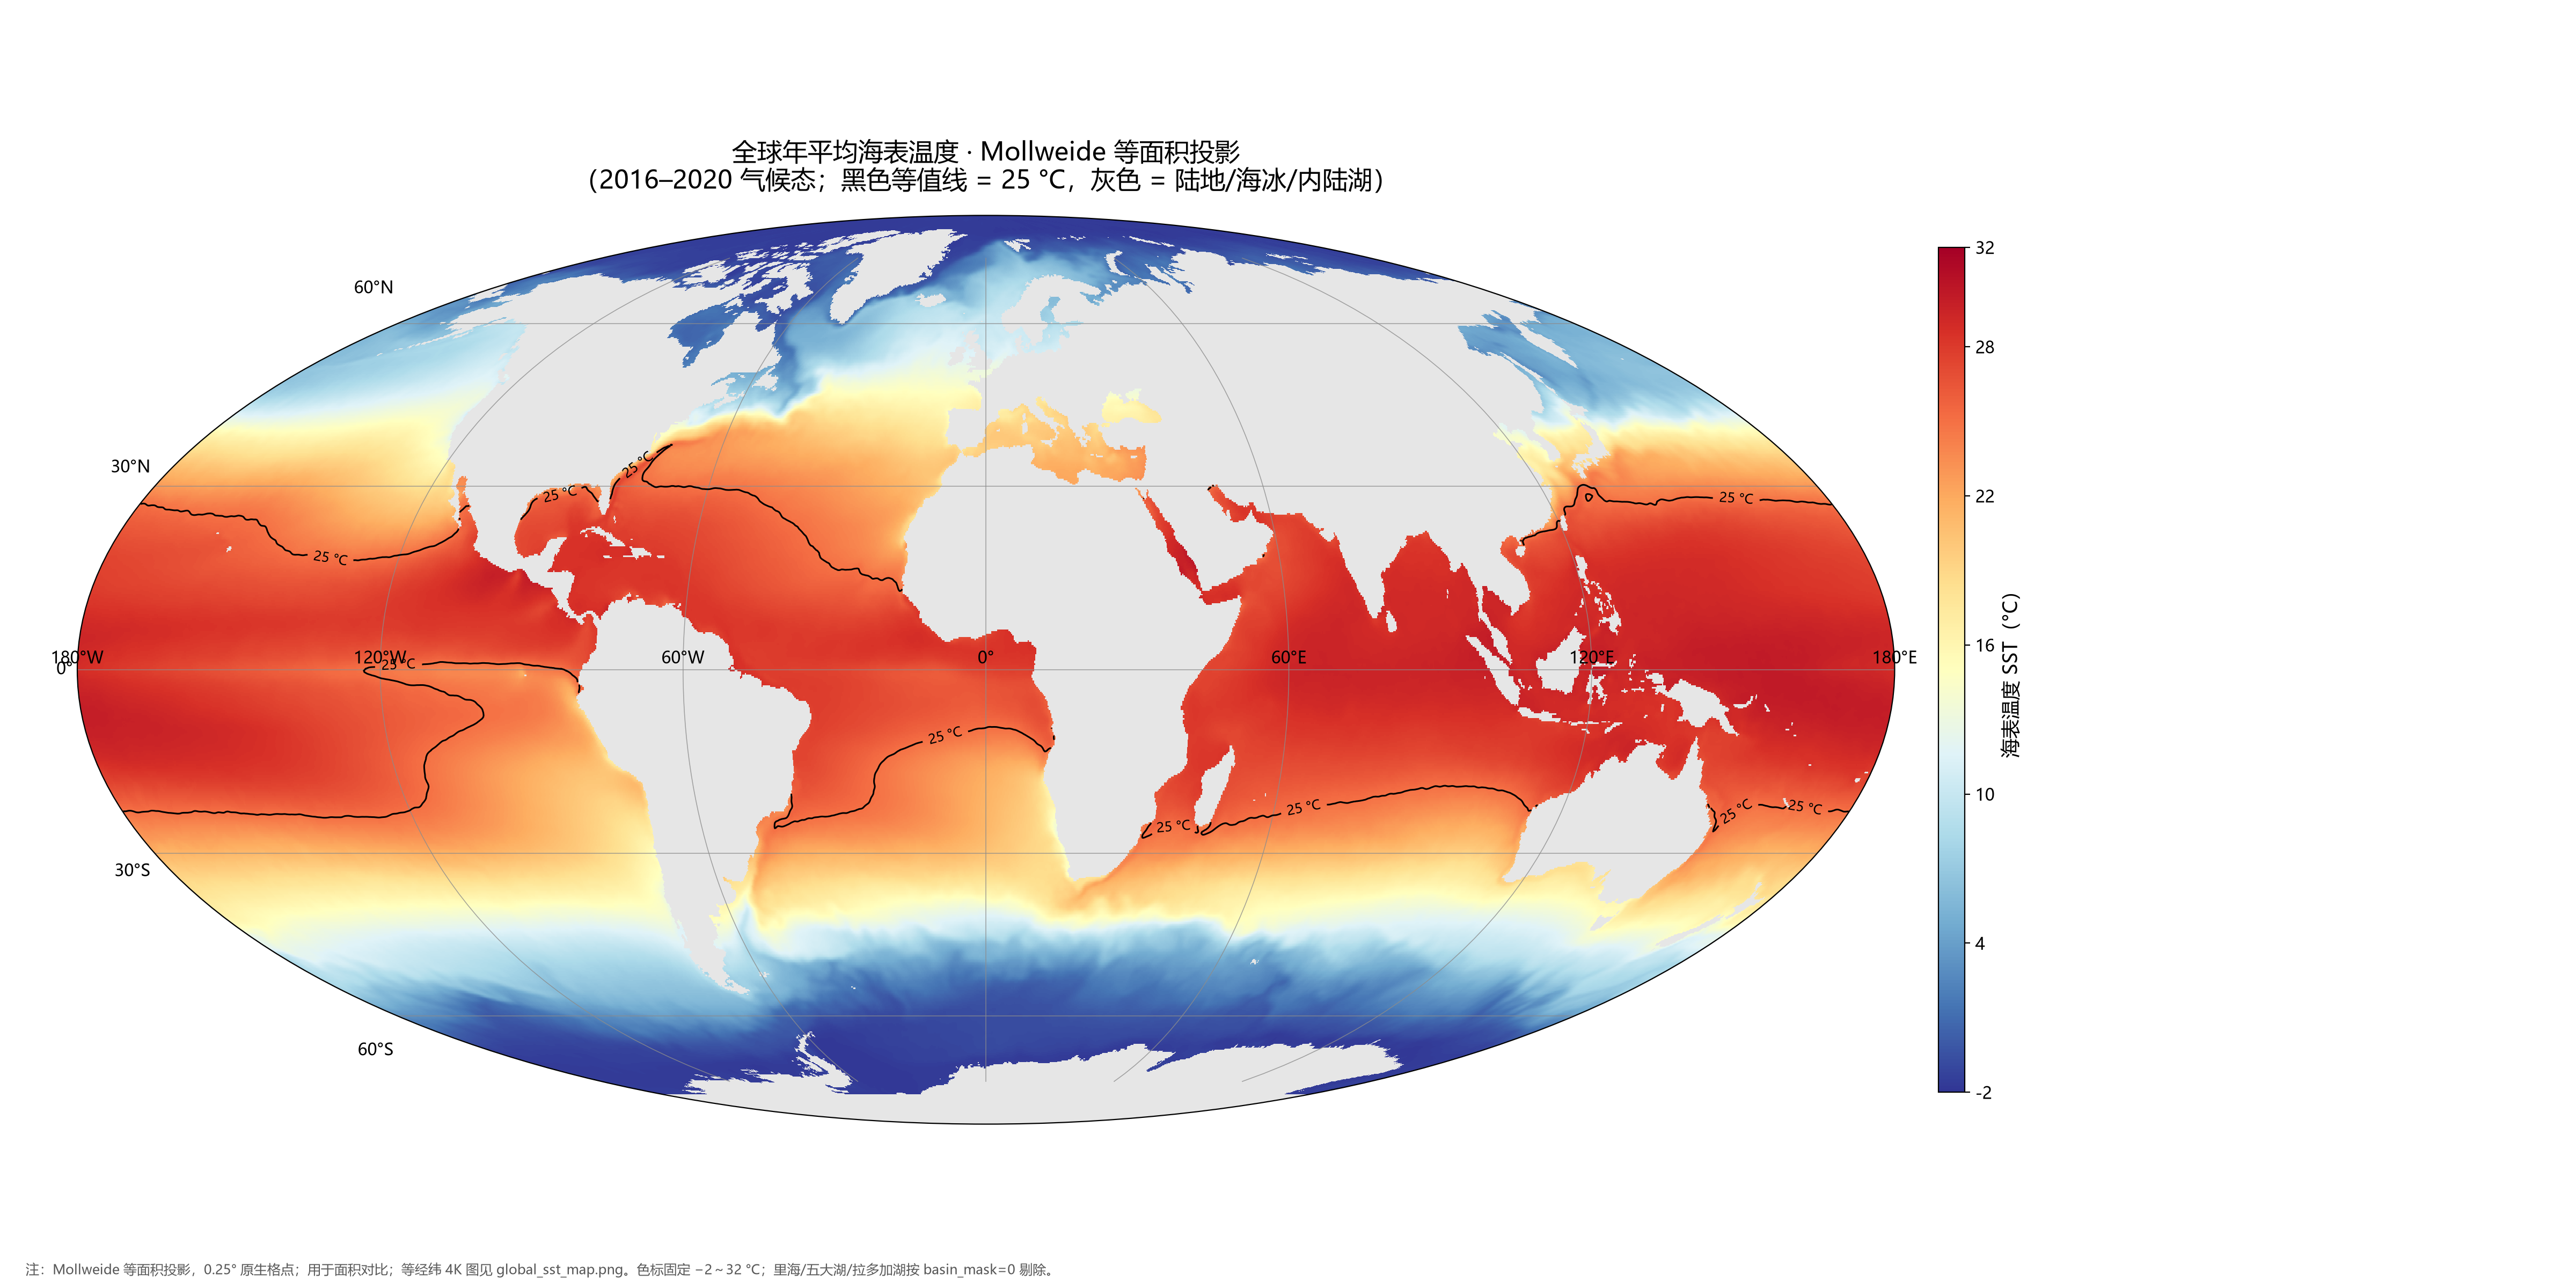 全球年平均海表温度 · Mollweide 等面积投影
（2016–2020 气候态；黑色等值线 = 25 °C，灰色 = 陆地/海冰/内陆湖）
60°N
30°N
0°
30°S
60°S
180°W
120°W
60°W
0°
60°E
120°E
180°E
25 °C
25 °C
25 °C
25 °C
25 °C
25 °C
25 °C
25 °C
25 °C
25 °C
32
28
22
16
10
4
-2
海表温度 SST（°C）
注：Mollweide 等面积投影，0.25° 原生格点；用于面积对比；等经纬 4K 图见 global_sst_map.png。色标固定 −2～32 °C；里海/五大湖/拉多加湖按 basin_mask=0 剔除。